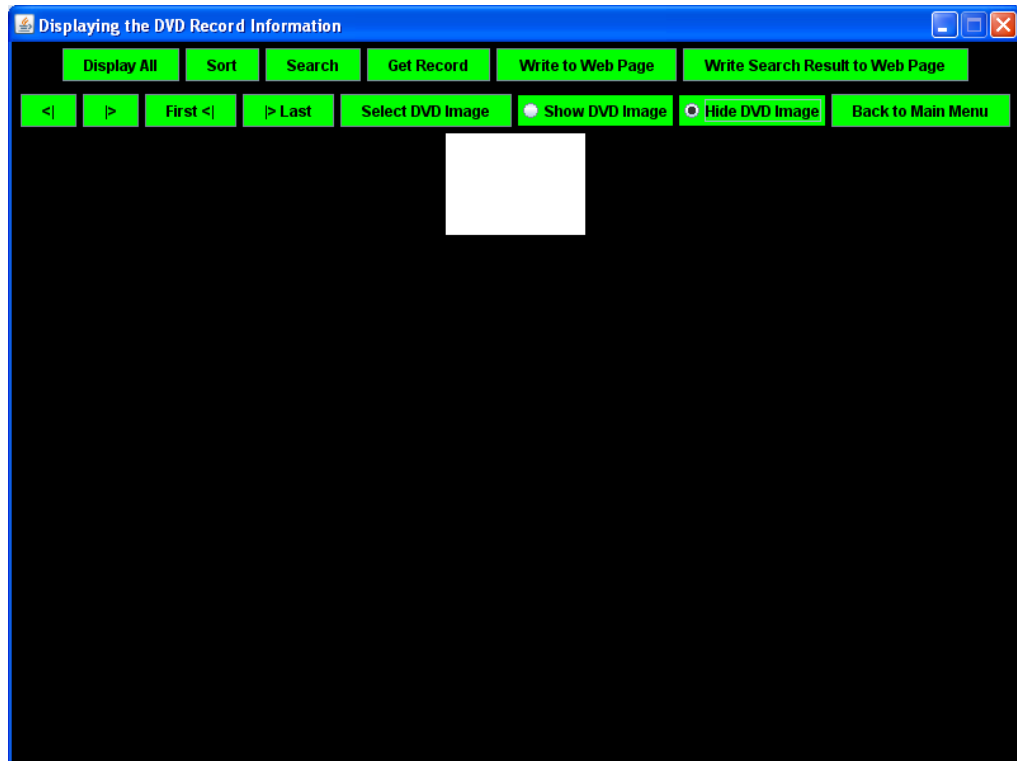 Displaying the DVD Record Information
Display All Sort Search Get Record Write to Web Page Write Search Result to Web Page
<| |> First <| |> Last Select DVD Image Show DVD Image Hide DVD Image Back to Main Menu